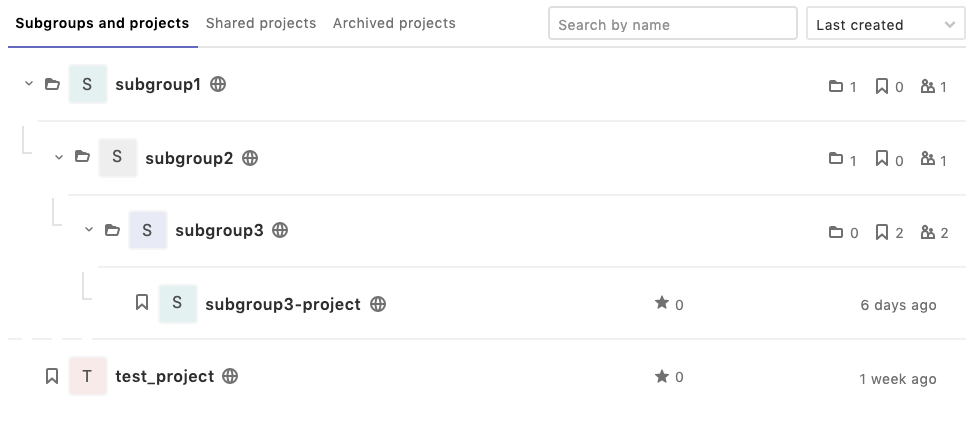 Subgroups and projects Shared projects Archived projects Search by name Last created
S subgroup1 1 0 1
S subgroup2 1 0 1
S subgroup3 0 2 2
S subgroup3-project 0 6 days ago
T test_project 0 1 week ago